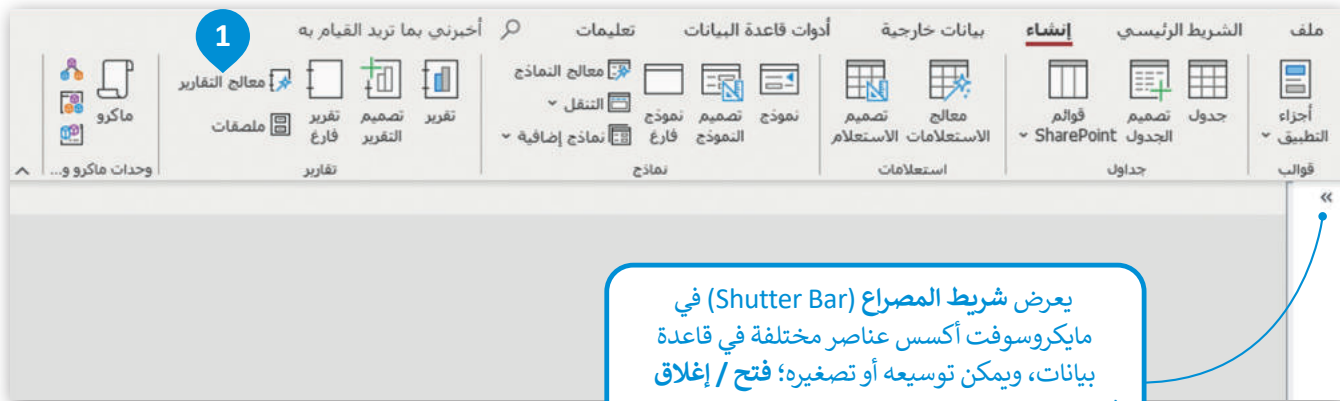 ملف الشريط الرئيسي إنشاء بيانات خارجية أدوات قاعدة البيانات تعليمات أخبرني بما تريد القيام به
1
أجزاء التطبيق
قوالب
جدول
تصميم الجدول
قوائم SharePoint
جداول
معالج الاستعلامات
تصميم الاستعلام
استعلامات
نموذج
تصميم النموذج
نموذج فارغ
معالج النماذج
التنقل
نماذج إضافية
نماذج
تقرير
تصميم التقرير
تقرير فارغ
معالج التقارير
ملصقات
تقارير
ماكرو
وحدات ماكرو و...
يعرض شريط المصراع (Shutter Bar) في
مايكروسوفت أكسس عناصر مختلفة في قاعدة
بيانات، ويمكن توسيعه أو تصغيره؛ فتح / إغلاق